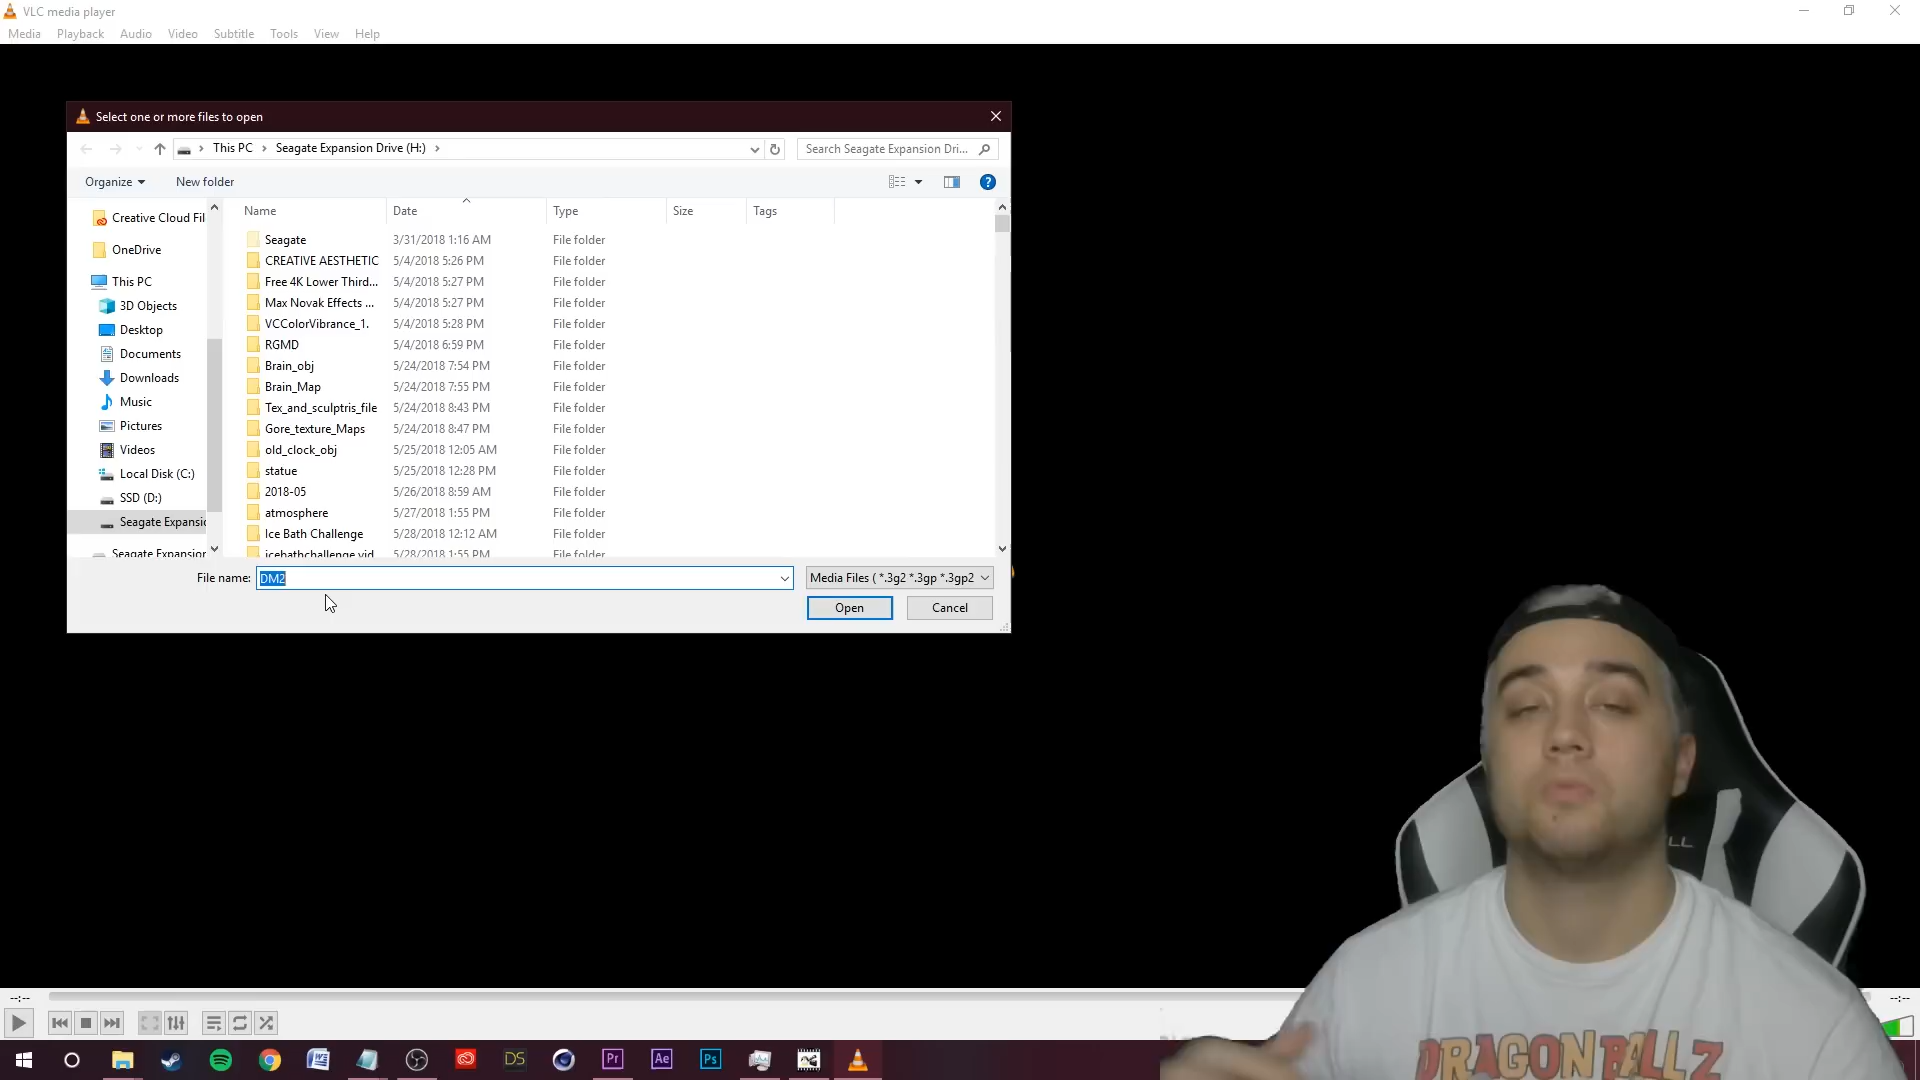 VLC media player
Media Playback Audio Video Subtitle Tools View Help
Select one or more files to open
This PC > Seagate Expansion Drive (H:) >
Search Seagate Expansion Dri...
Organize New folder
Name Date Type Size Tags
Creative Cloud Fil
OneDrive
This PC
3D Objects
Desktop
Documents
Downloads
Music
Pictures
Videos
Local Disk (C:)
SSD (D:)
Seagate Expansic
Seagate Expansior
Seagate 3/31/2018 1:16 AM File folder
CREATIVE AESTHETIC 5/4/2018 5:26 PM File folder
Free 4K Lower Third... 5/4/2018 5:27 PM File folder
Max Novak Effects ... 5/4/2018 5:27 PM File folder
VCColorVibrance_1. 5/4/2018 5:28 PM File folder
RGMD 5/4/2018 6:59 PM File folder
Brain_obj 5/24/2018 7:54 PM File folder
Brain_Map 5/24/2018 7:55 PM File folder
Tex_and_sculptris_file 5/24/2018 8:43 PM File folder
Gore_texture_Maps 5/24/2018 8:47 PM File folder
old_clock_obj 5/25/2018 12:05 AM File folder
statue 5/25/2018 12:28 PM File folder
2018-05 5/26/2018 8:59 AM File folder
atmosphere 5/27/2018 1:55 PM File folder
Ice Bath Challenge 5/28/2018 12:12 AM File folder
icebathchallenge vid 5/28/2018 1:55 PM File folder
File name: DM2
Media Files ( *.3g2 *.3gp *.3gp2
Open Cancel
--:-- --:--
LL
DRAGON BALL Z
DS Pr Ae Ps